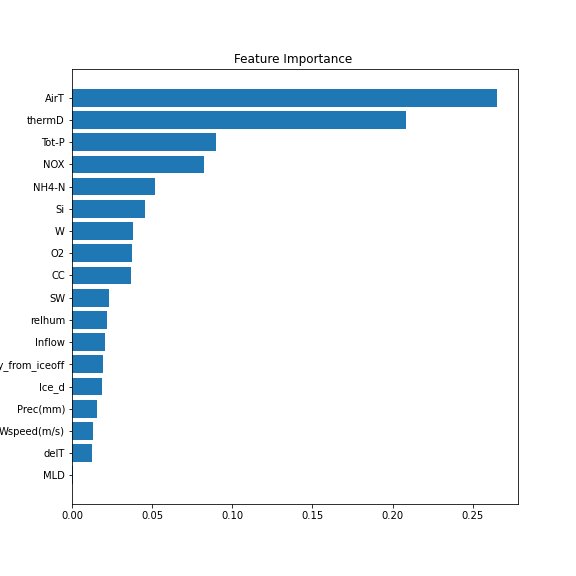 Feature Importance
AirT
thermD
Tot-P
NOX
NH4-N
Si
W
O2
CC
SW
relhum
Inflow
y_from_iceoff
Ice_d
Prec(mm)
Wspeed(m/s)
delT
MLD
0.00 0.05 0.10 0.15 0.20 0.25